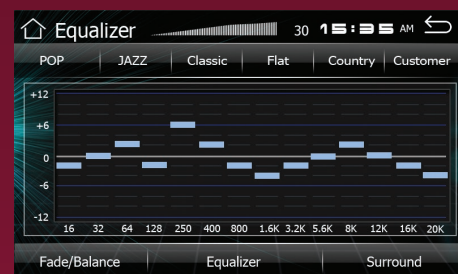 Equalizer 30 15:35 AM
POP JAZZ Classic Flat Country Customer
+12
+6
0
-6
-12
16 32 64 128 250 400 800 1.6K 3.2K 5.6K 8K 12K 16K 20K
Fade/Balance Equalizer Surround